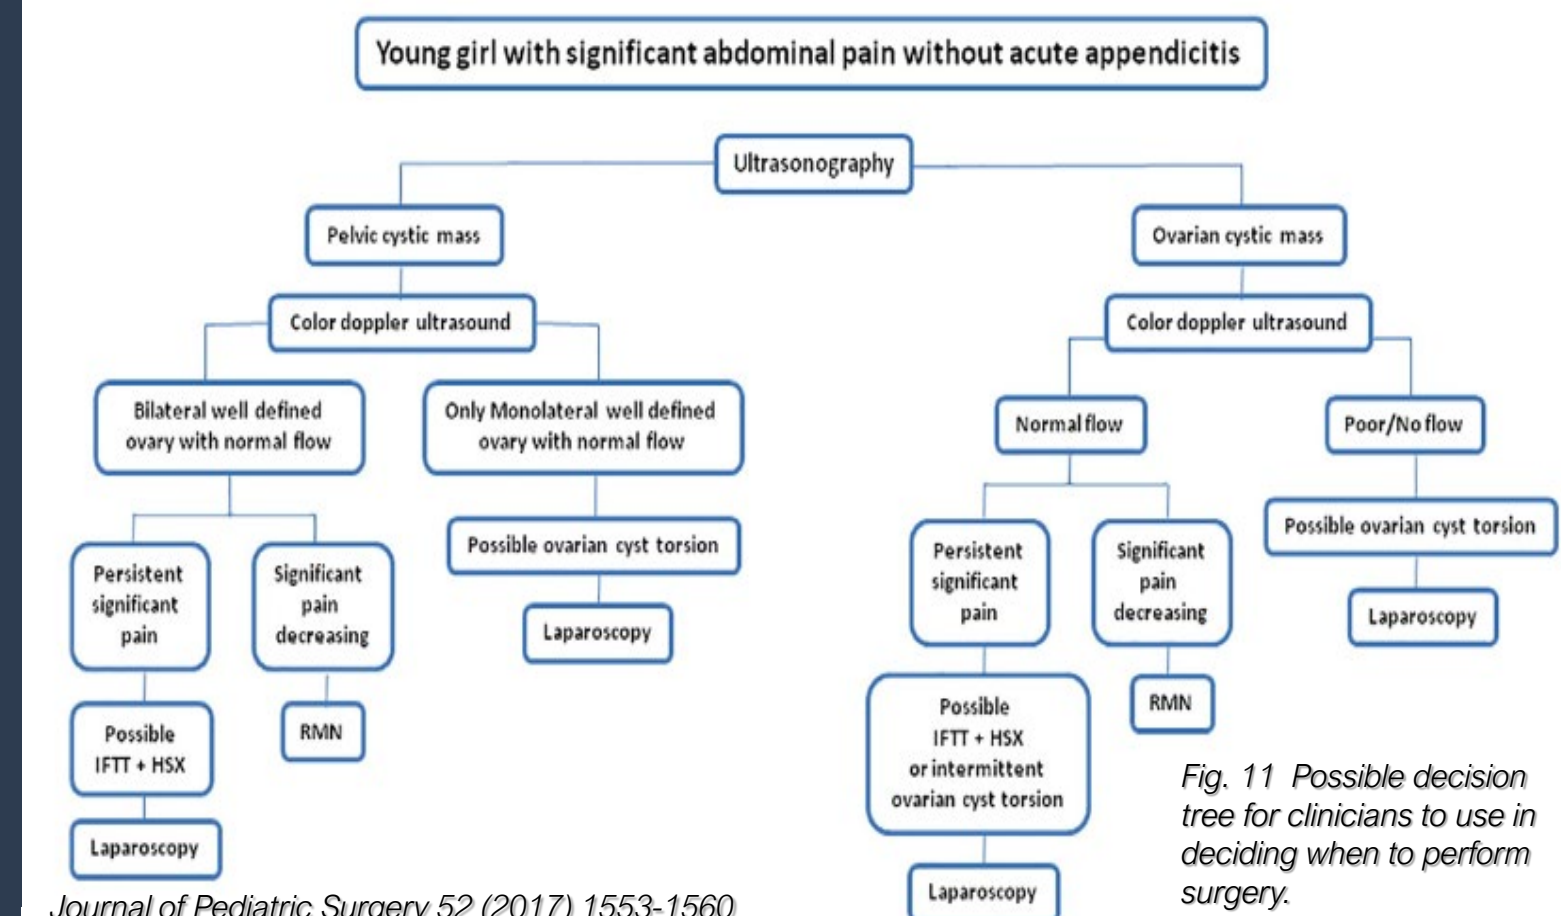 Young girl with significant abdominal pain without acute appendicitis
Ultrasonography
Pelvic cystic mass
Color doppler ultrasound
Bilateral well defined
ovary with normal flow
Only Monolateral well defined
ovary with normal flow
Persistent
significant
pain
Significant
pain
decreasing
Possible ovarian cyst torsion
Laparoscopy
Possible
IFTT + HSX
RMN
Laparoscopy
Ovarian cystic mass
Color doppler ultrasound
Normal flow
Poor/No flow
Persistent
significant
pain
Significant
pain
decreasing
Possible ovarian cyst torsion
Laparoscopy
Possible
IFTT + HSX
or intermittent
ovarian cyst torsion
RMN
Laparoscopy
Fig. 11 Possible decision
tree for clinicians to use in
deciding when to perform
surgery.
Journal of Pediatric Surgery 52 (2017) 1553-1560